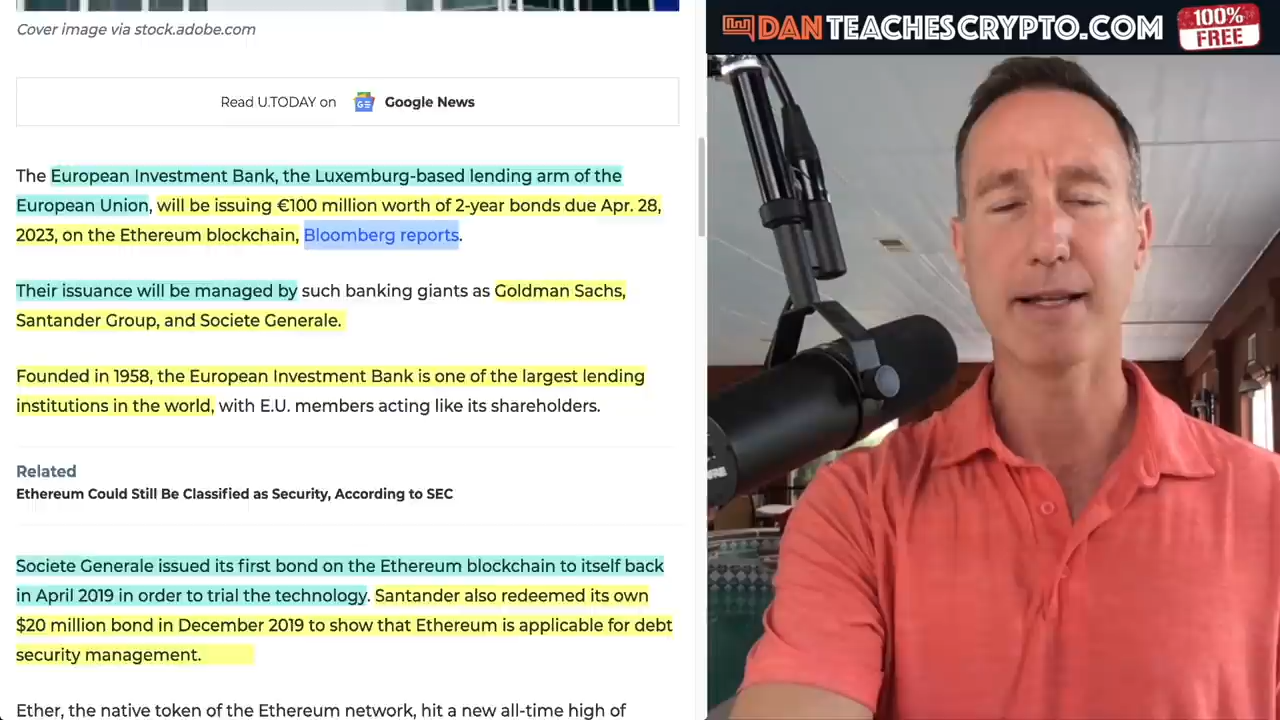 Cover image via stock.adobe.com
Read U.TODAY on GE Google News
The European Investment Bank, the Luxemburg-based lending arm of the
European Union, will be issuing €100 million worth of 2-year bonds due Apr. 28,
2023, on the Ethereum blockchain, Bloomberg reports.
Their issuance will be managed by such banking giants as Goldman Sachs,
Santander Group, and Societe Generale.
Founded in 1958, the European Investment Bank is one of the largest lending
institutions in the world, with E.U. members acting like its shareholders.
Related
Ethereum Could Still Be Classified as Security, According to SEC
Societe Generale issued its first bond on the Ethereum blockchain to itself back
in April 2019 in order to trial the technology. Santander also redeemed its own
$20 million bond in December 2019 to show that Ethereum is applicable for debt
security management.
Ether, the native token of the Ethereum network, hit a new all-time high of
DANTEACHESCRYPTO.COM
100%
FREE